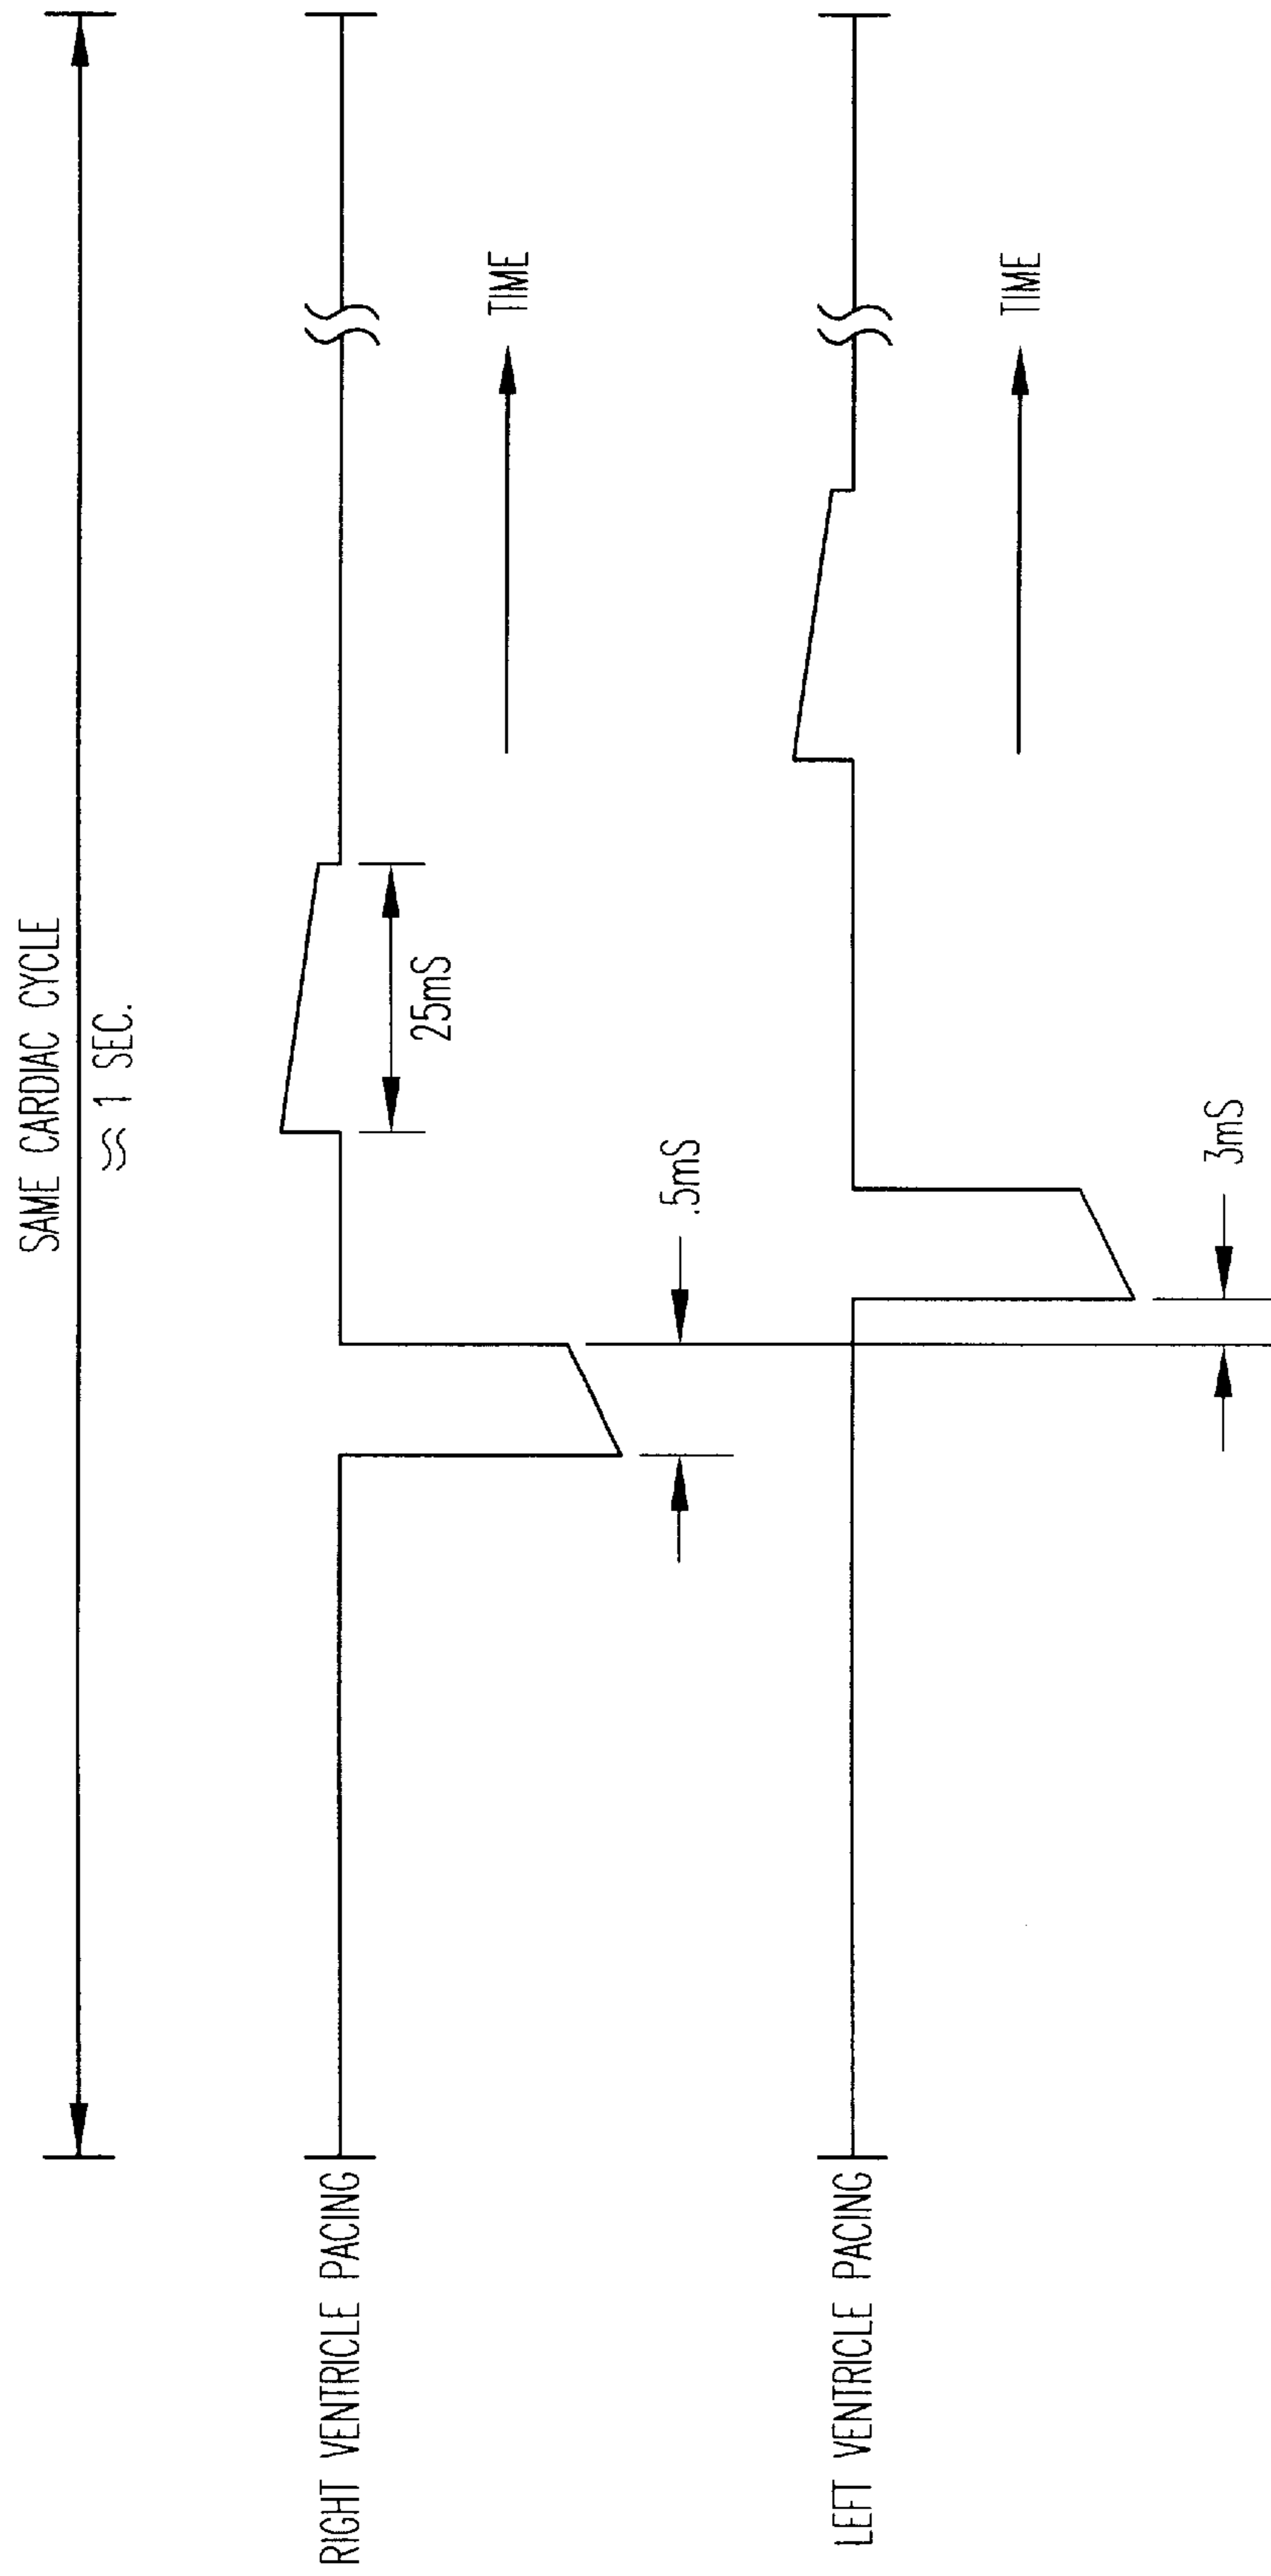 SAME CARDIAC CYCLE
≈ 1 SEC.
RIGHT VENTRICLE PACING
25mS
TIME
.5mS
LEFT VENTRICLE PACING
TIME
3mS